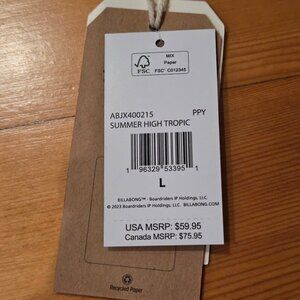 MIX
Paper
FSC
FSC® C012345
ABJX400215 PPY
SUMMER HIGH TROPIC
1 96329 53395 1
L
BILLABONG™ - Boardriders IP Holdings, LLC.
© 2023 Boardriders IP Holdings, LLC. BILLABONG.COM
USA MSRP: $59.95
Canada MSRP: $75.95
Recycled Paper